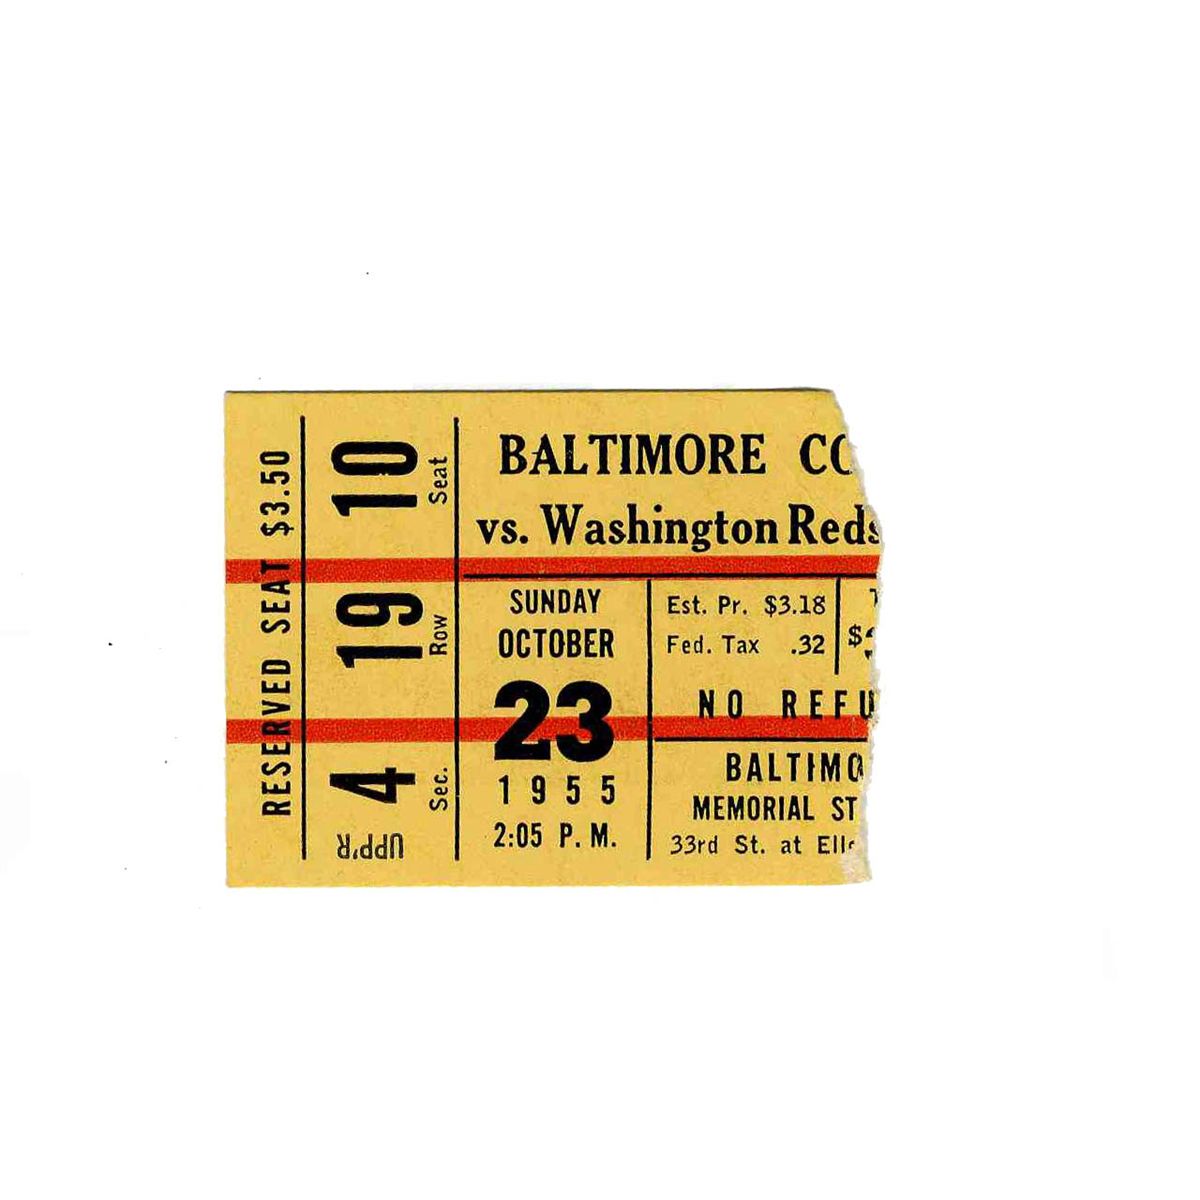 RESERVED SEAT $3.50
10 Seat
19 Row
4 Sec.
UPP'R
BALTIMORE CO
vs. Washington Reds
SUNDAY
OCTOBER
23
1955
2:05 P. M.
Est. Pr. $3.18
Fed. Tax .32
$
NO REFU
BALTIMO
MEMORIAL ST
33rd St. at Elle